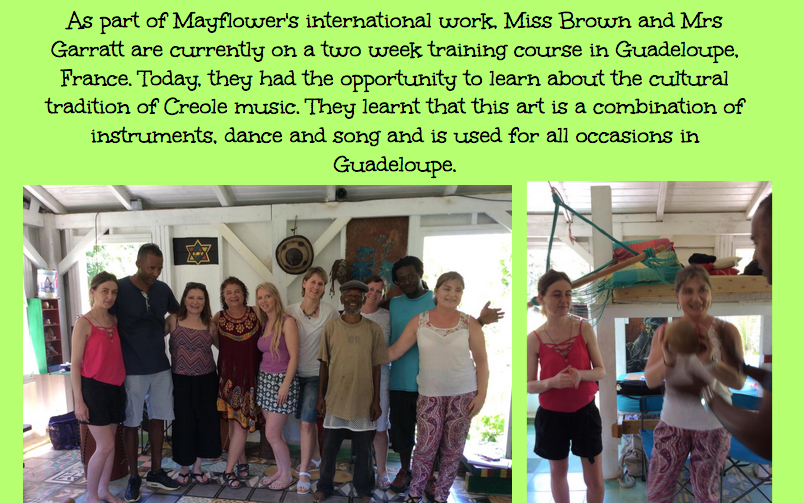 As part of Mayflower's international work, Miss Brown and Mrs
Garratt are currently on a two week training course in Guadeloupe,
France. Today, they had the opportunity to learn about the cultural
tradition of Creole music. They learnt that this art is a combination of
instruments, dance and song and is used for all occasions in
Guadeloupe.